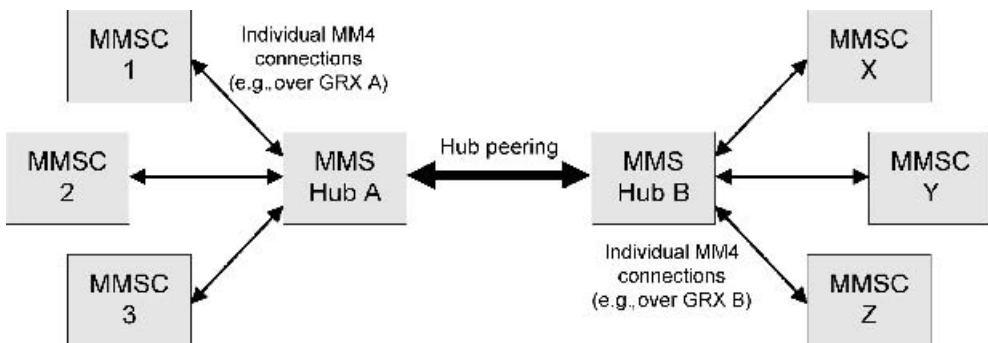 MMSC
1
Individual MM4
connections
(e.g.,over GRX A)
MMSC
X
MMSC
2
MMS
Hub A
Hub peering
MMS
Hub B
MMSC
Y
MMSC
3
Individual MM4
connections
(e.g.,over GRX B)
MMSC
Z